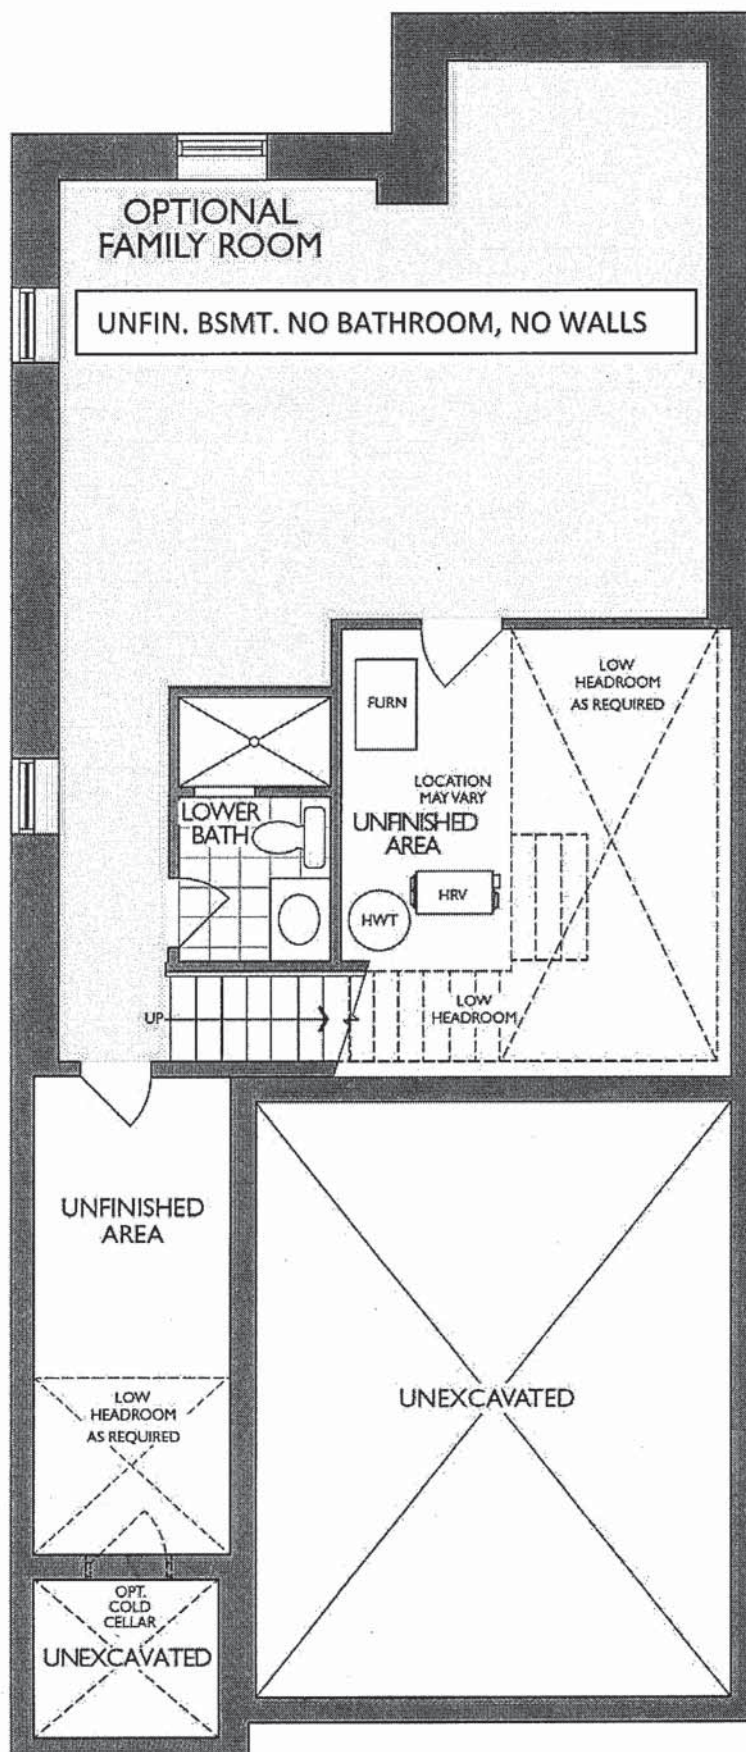 OPTIONAL
FAMILY ROOM
UNFIN. BSMT. NO BATHROOM, NO WALLS
LOW
HEADROOM
AS REQUIRED
FURN
LOCATION
MAY VARY
UNFINISHED
AREA
LOWER
BATH
HRV
HWT
UP
LOW
HEADROOM
UNFINISHED
AREA
LOW
HEADROOM
AS REQUIRED
UNEXCAVATED
OPT.
COLD
CELLAR
UNEXCAVATED